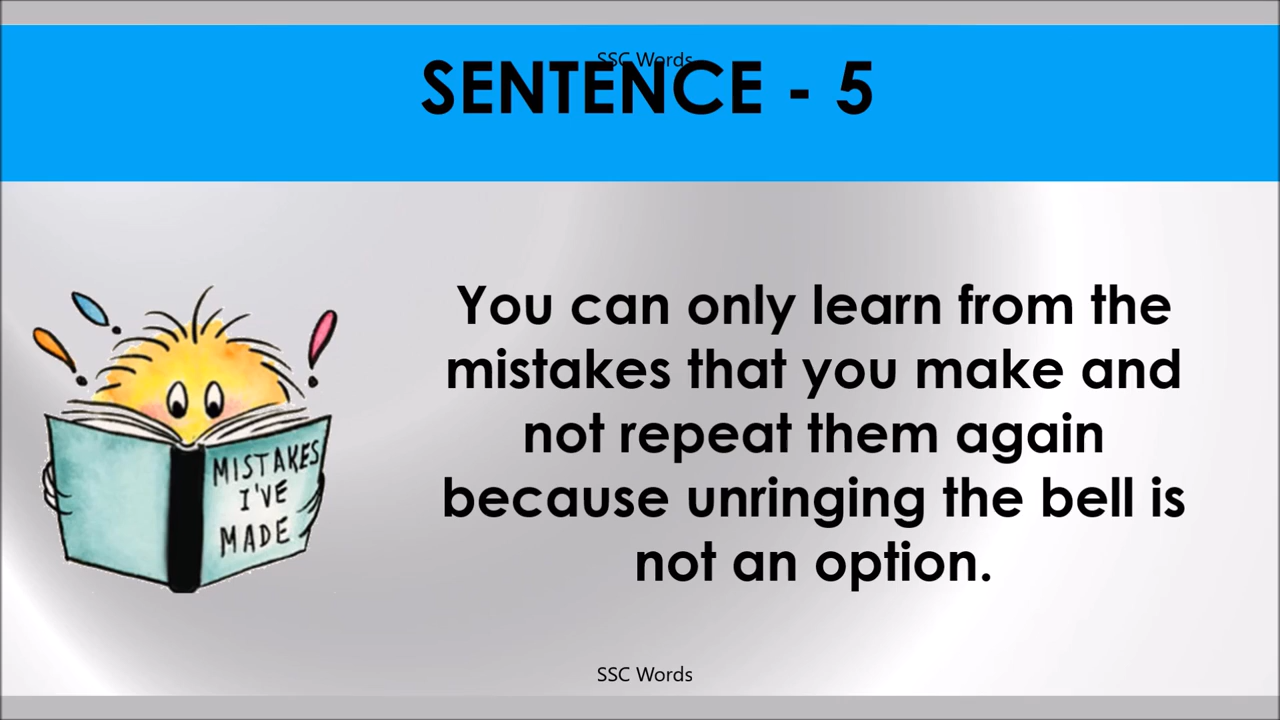 SSC Words
SENTENCE - 5
You can only learn from the
mistakes that you make and
not repeat them again
because unringing the bell is
not an option.
MISTAKES
I'VE
MADE
SSC Words